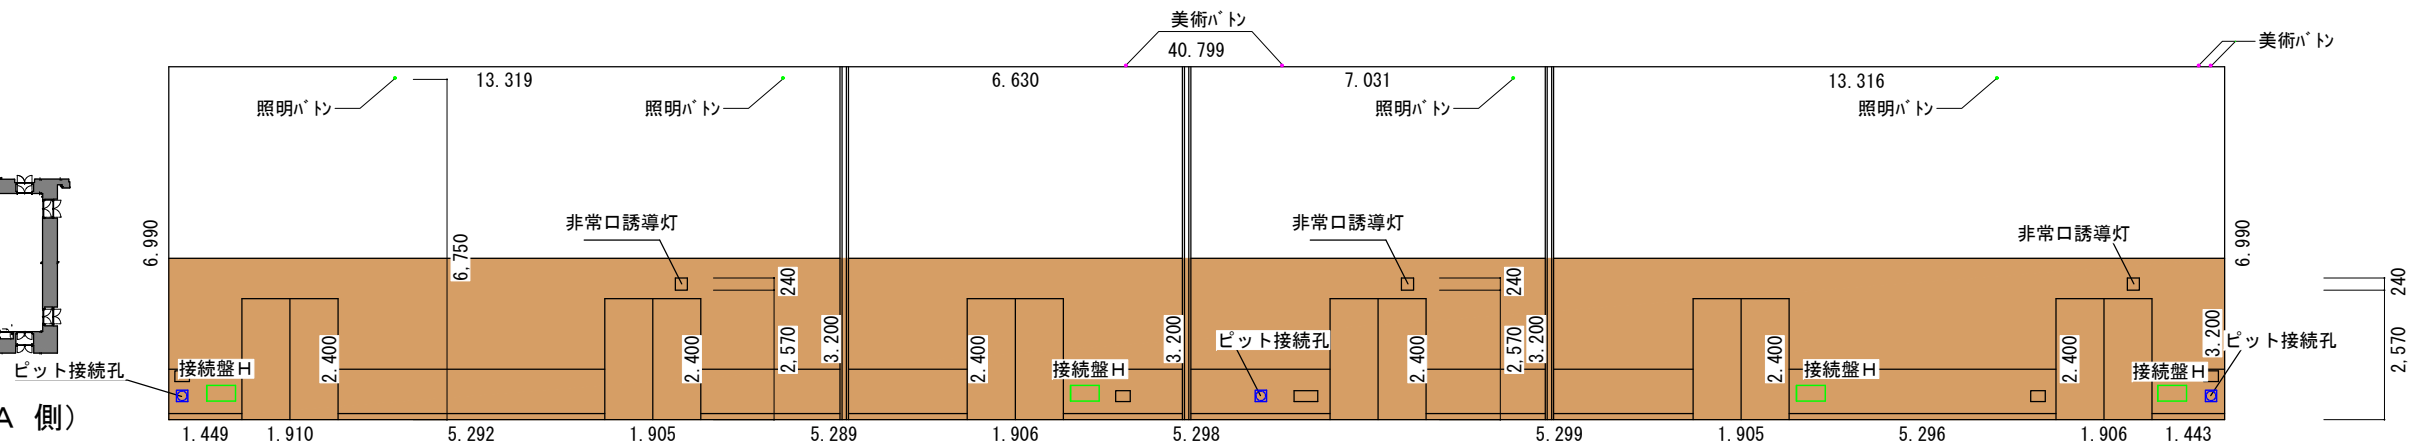 美術バトン
40.799
美術バトン
13.319
6.630
7.031
13.316
照明バトン
照明バトン
照明バトン
照明バトン
非常口誘導灯
非常口誘導灯
非常口誘導灯
6.990
6,750
240
240
6.990
240
2.400
2.400
2,570
3.200
2.400
3.200
ピット接続孔
2.400
2,570
3.200
2.400
2.400
3.200
ピット接続孔
2,570
ピット接続孔
接続盤H
接続盤H
接続盤H
接続盤H
A 側)
1.449
1.910
5.292
1.905
5.289
1.906
5.298
5.299
1.905
5.296
1.906
1.443